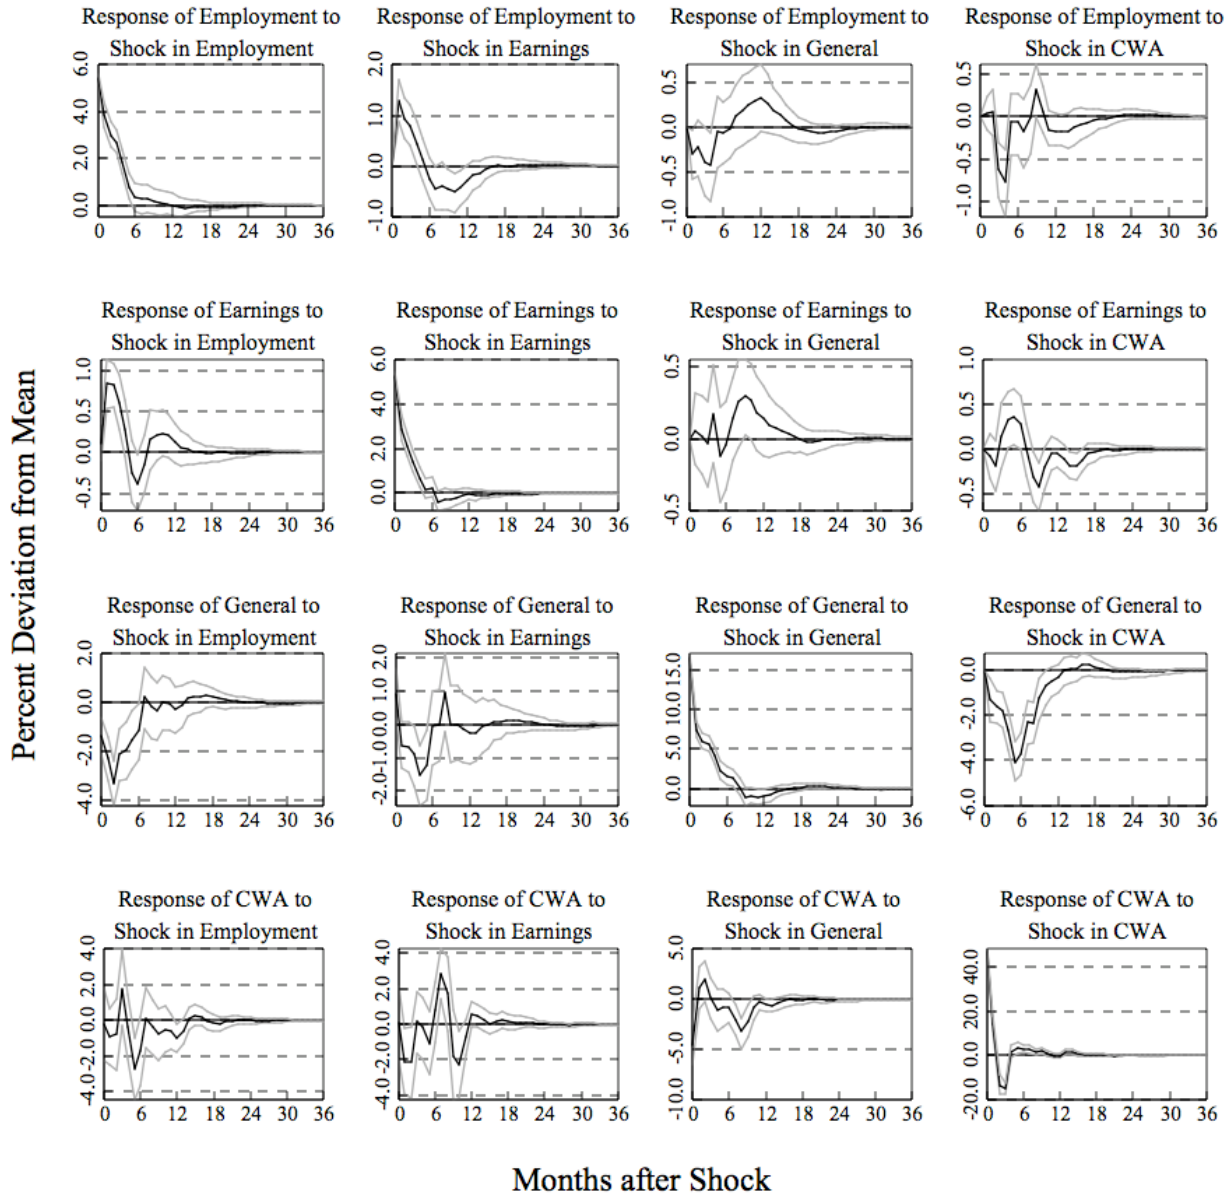 Response of Employment to
Shock in Employment
Response of Employment to
Shock in Earnings
Response of Employment to
Shock in General
Response of Employment to
Shock in CWA
6.0
4.0
2.0
0.0
0 6 12 18 24 30 36
2.0
1.0
0.0
-1.0
0 6 12 18 24 30 36
0.5
0.0
-0.5
-1.0
0 6 12 18 24 30 36
0.5
0.0
-0.5
-1.0
0 6 12 18 24 30 36
Response of Earnings to
Shock in Employment
Response of Earnings to
Shock in Earnings
Response of Earnings to
Shock in General
Response of Earnings to
Shock in CWA
1.0
0.5
0.0
-0.5
0 6 12 18 24 30 36
6.0
4.0
2.0
0.0
0 6 12 18 24 30 36
0.5
0.0
-0.5
0 6 12 18 24 30 36
1.0
0.5
0.0
-0.5
0 6 12 18 24 30 36
Percent Deviation from Mean
Response of General to
Shock in Employment
Response of General to
Shock in Earnings
Response of General to
Shock in General
Response of General to
Shock in CWA
2.0
0.0
-2.0
-4.0
0 6 12 18 24 30 36
2.0
1.0
0.0
-1.0
-2.0
0 6 12 18 24 30 36
15.0
10.0
5.0
0.0
0 6 12 18 24 30 36
0.0
-2.0
-4.0
-6.0
0 6 12 18 24 30 36
Response of CWA to
Shock in Employment
Response of CWA to
Shock in Earnings
Response of CWA to
Shock in General
Response of CWA to
Shock in CWA
4.0
2.0
0.0
-2.0
-4.0
0 6 12 18 24 30 36
4.0
2.0
0.0
-2.0
-4.0
0 6 12 18 24 30 36
5.0
0.0
-5.0
-10.0
0 6 12 18 24 30 36
40.0
20.0
0.0
-20.0
0 6 12 18 24 30 36
Months after Shock